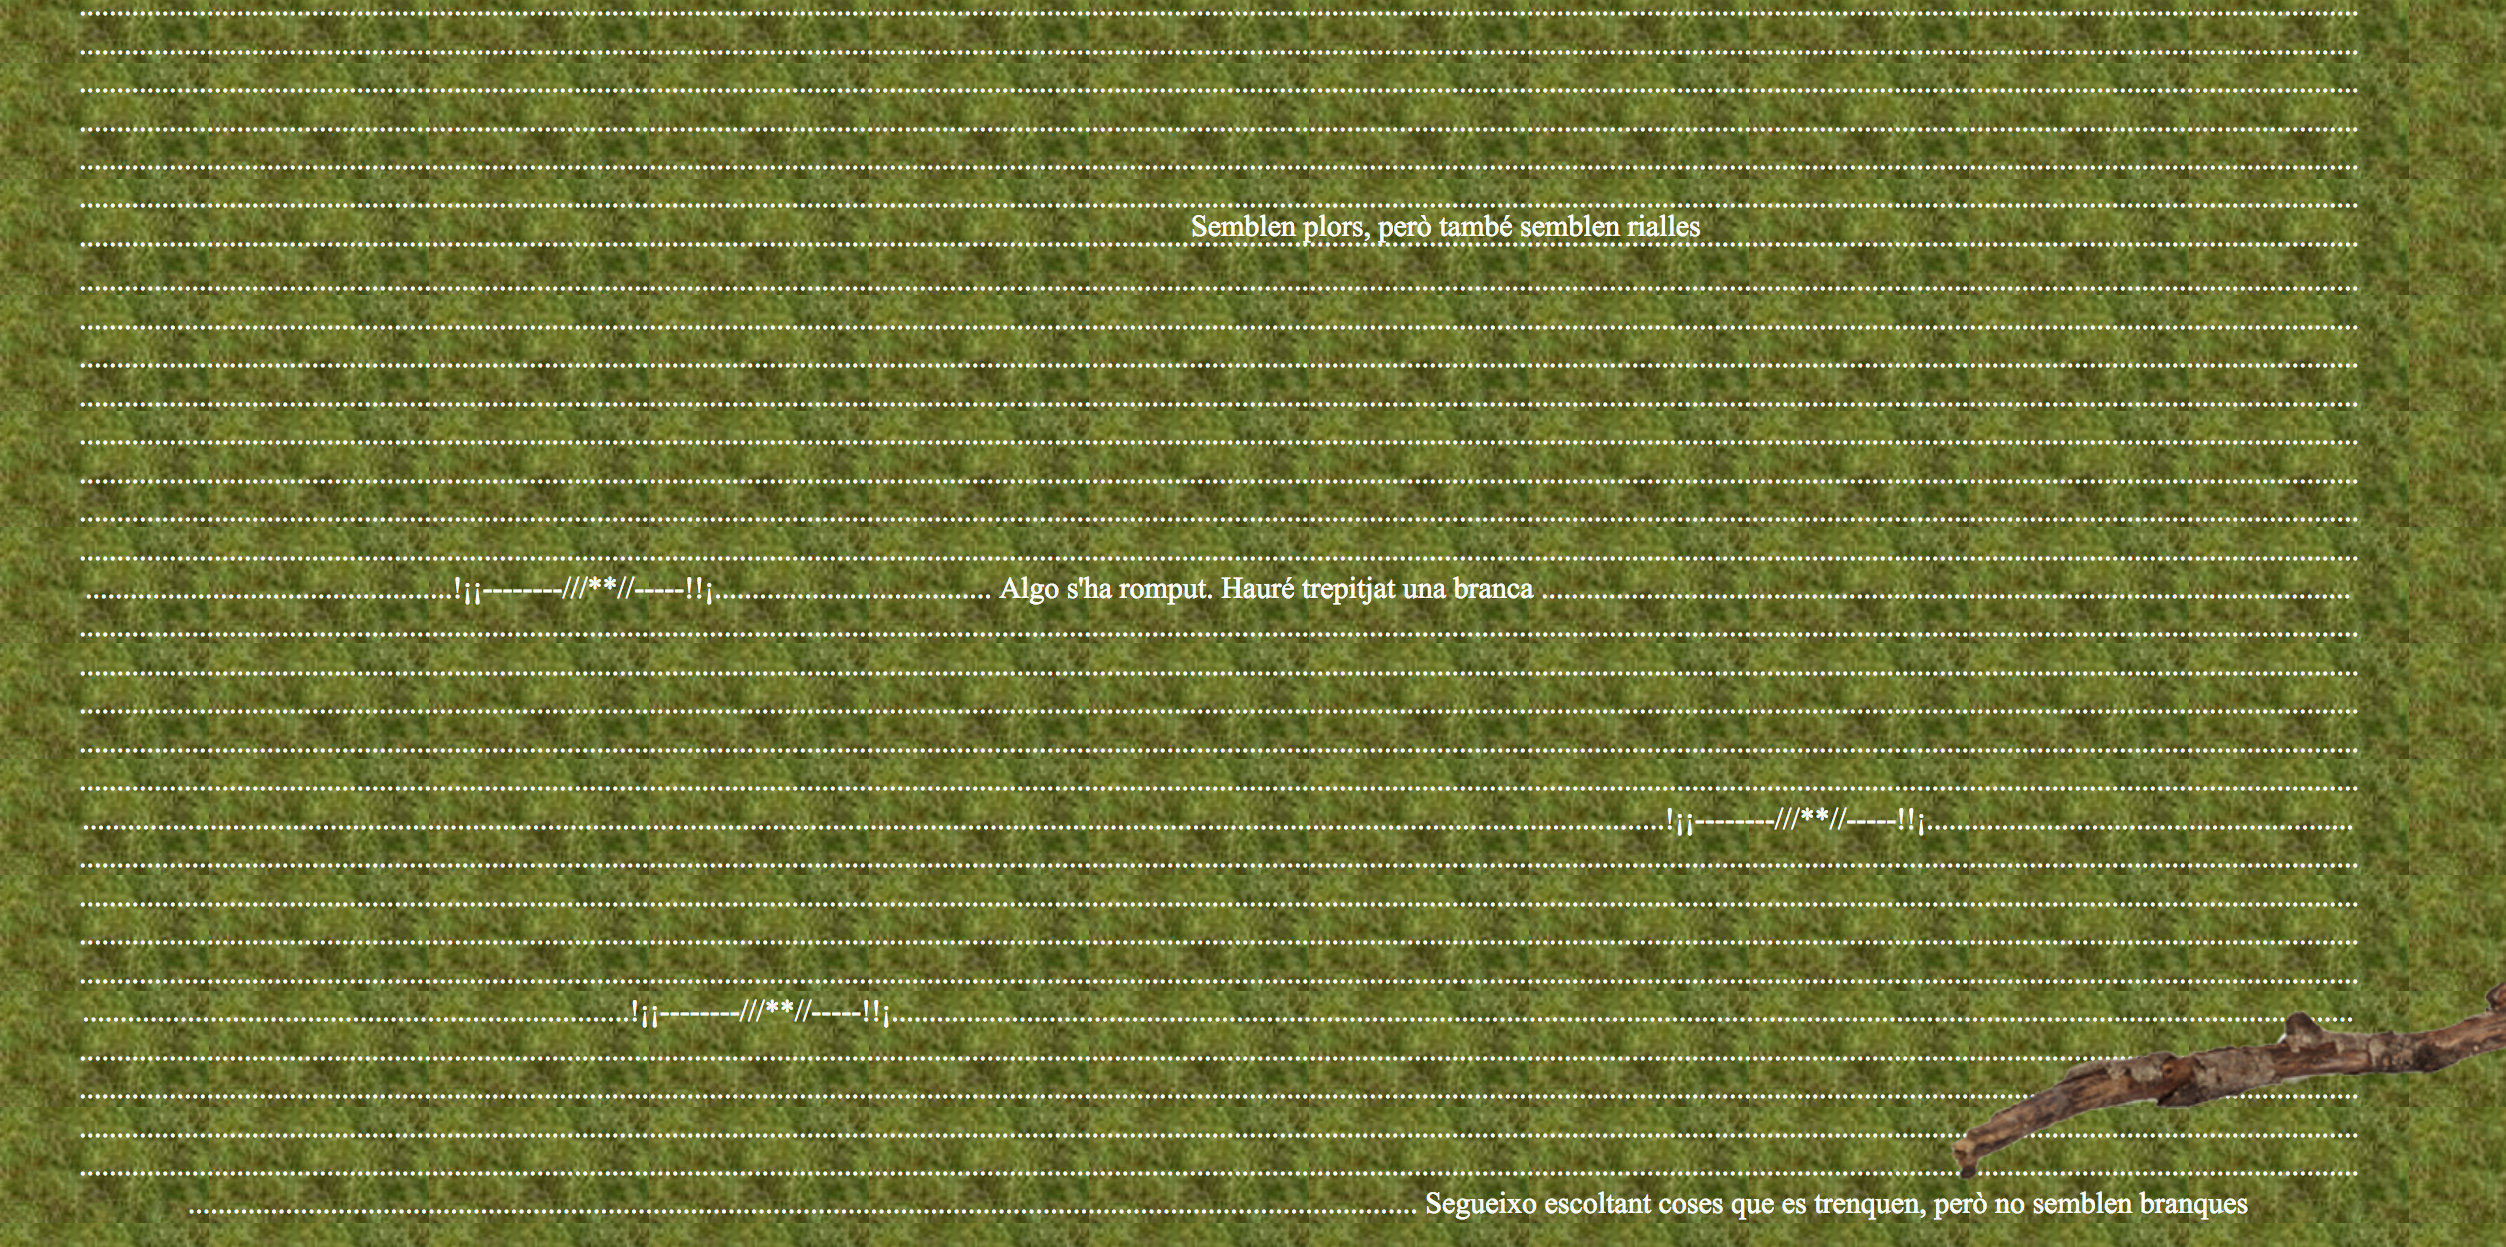 Semblen plors, però també semblen rialles
!¡¡--------///**//-----!!¡..................................... Algo s'ha romput. Hauré trepitjat una branca
!¡¡--------///**//-----!!¡
!¡¡--------///**//-----!!¡
Segueixo escoltant coses que es trenquen, però no semblen branques